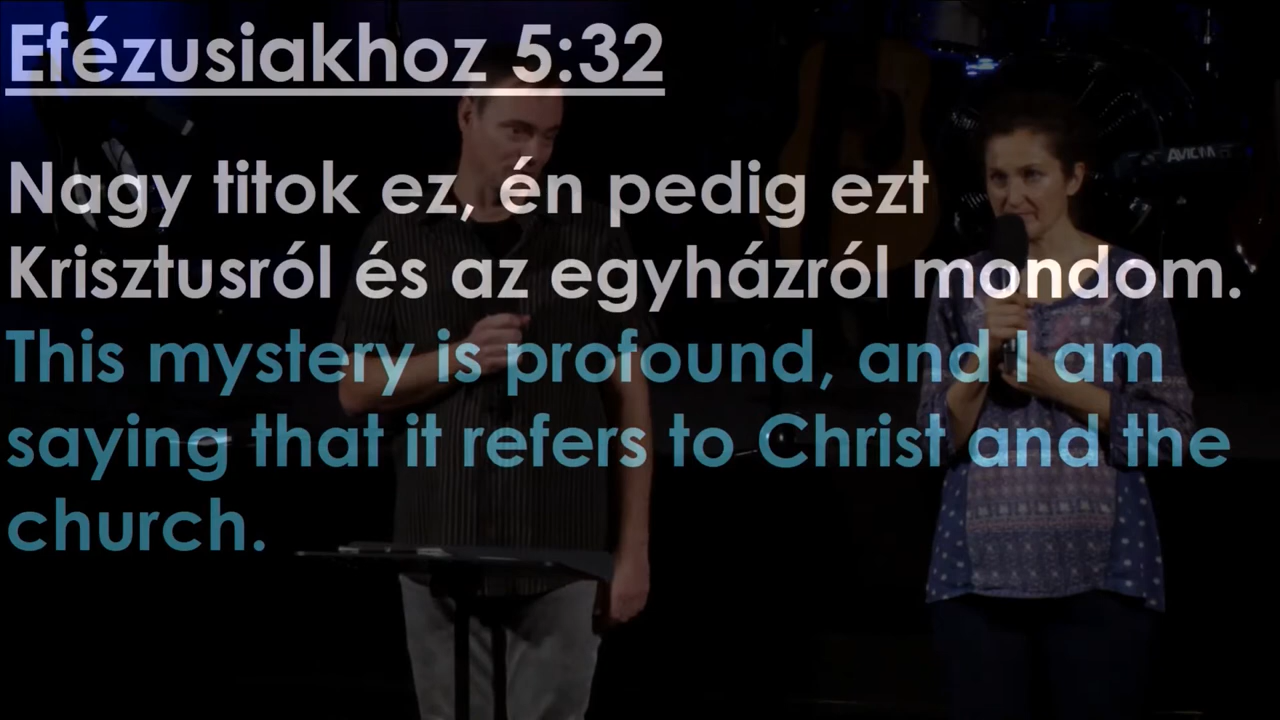 Efézusiakhoz 5:32
Nagy titok ez, én pedig ezt
Krisztusról és az egyházról mondom.
This mystery is profound, and I am
saying that it refers to Christ and the
church.